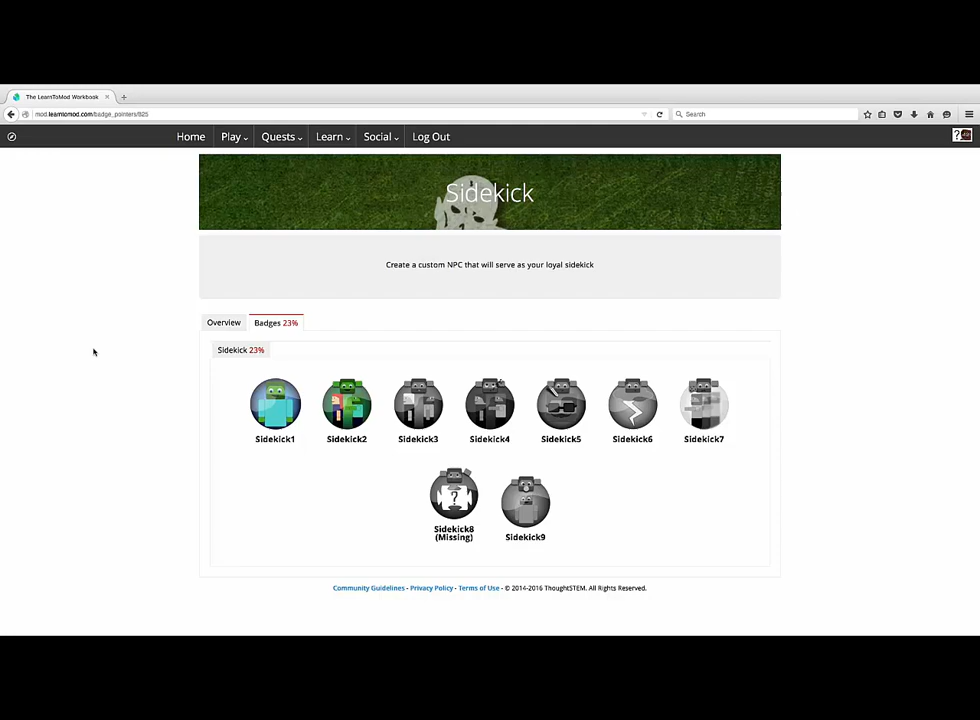 The LearnToMod Workbook
mod.learntomod.com/badge_pointers/825
Search
Home Play Quests Learn Social Log Out
Sidekick
Create a custom NPC that will serve as your loyal sidekick
Overview Badges 23%
Sidekick 23%
Sidekick1 Sidekick2 Sidekick3 Sidekick4 Sidekick5 Sidekick6 Sidekick7
Sidekick8
(Missing)
Sidekick9
Community Guidelines - Privacy Policy - Terms of Use - © 2014-2016 ThoughtSTEM. All Rights Reserved.